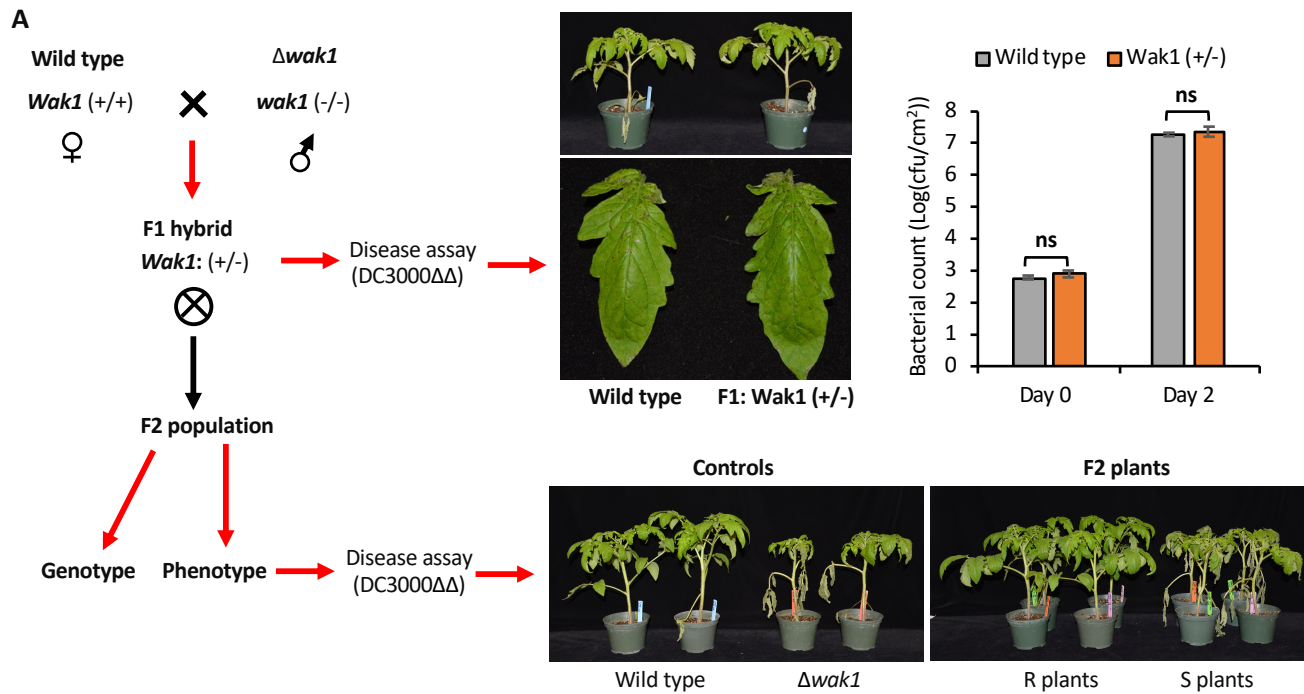 A
Wild type
Δwak1
Wak1 (+/+)
wak1 (-/-)
F1 hybrid
Wak1: (+/-)
Disease assay
(DC3000ΔΔ)
Wild type
F1: Wak1 (+/-)
Wild type
Wak1 (+/-)
Bacterial count (Log(cfu/cm²))
8
7
6
5
4
3
2
1
0
ns
ns
Day 0
Day 2
F2 population
Genotype
Phenotype
Disease assay
(DC3000ΔΔ)
Controls
F2 plants
Wild type
Δwak1
R plants
S plants